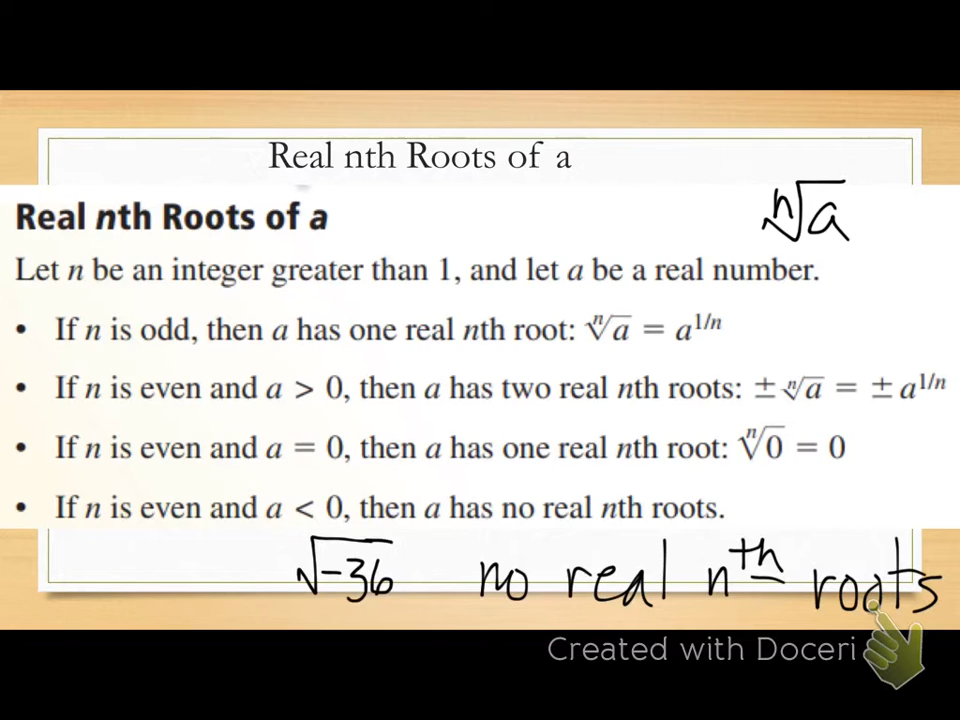 Real nth Roots of a
Real nth Roots of a
ⁿ√a
Let n be an integer greater than 1, and let a be a real number.
• If n is odd, then a has one real nth root: ⁿ√a = a^{1/n}
• If n is even and a > 0, then a has two real nth roots: ± ⁿ√a = ± a^{1/n}
• If n is even and a = 0, then a has one real nth root: ⁿ√0 = 0
• If n is even and a < 0, then a has no real nth roots.
√-36 no real nth roots
Created with Doceri